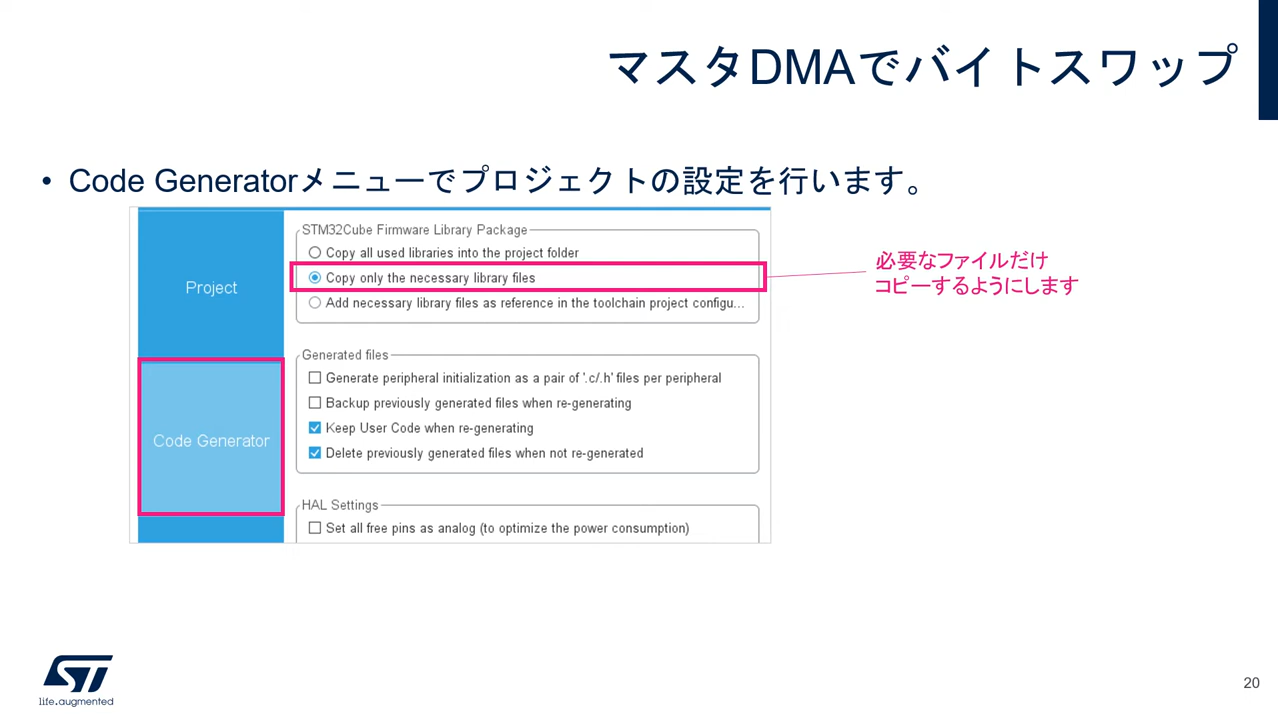 マスタDMAでバイトスワップ
• Code Generatorメニューでプロジェクトの設定を行います。
Project
Code Generator
STM32Cube Firmware Library Package
Copy all used libraries into the project folder
Copy only the necessary library files
Add necessary library files as reference in the toolchain project configu...
必要なファイルだけ
コピーするようにします
Generated files
Generate peripheral initialization as a pair of '.c/.h' files per peripheral
Backup previously generated files when re-generating
Keep User Code when re-generating
Delete previously generated files when not re-generated
HAL Settings
Set all free pins as analog (to optimize the power consumption)
ST
life.augmented
20